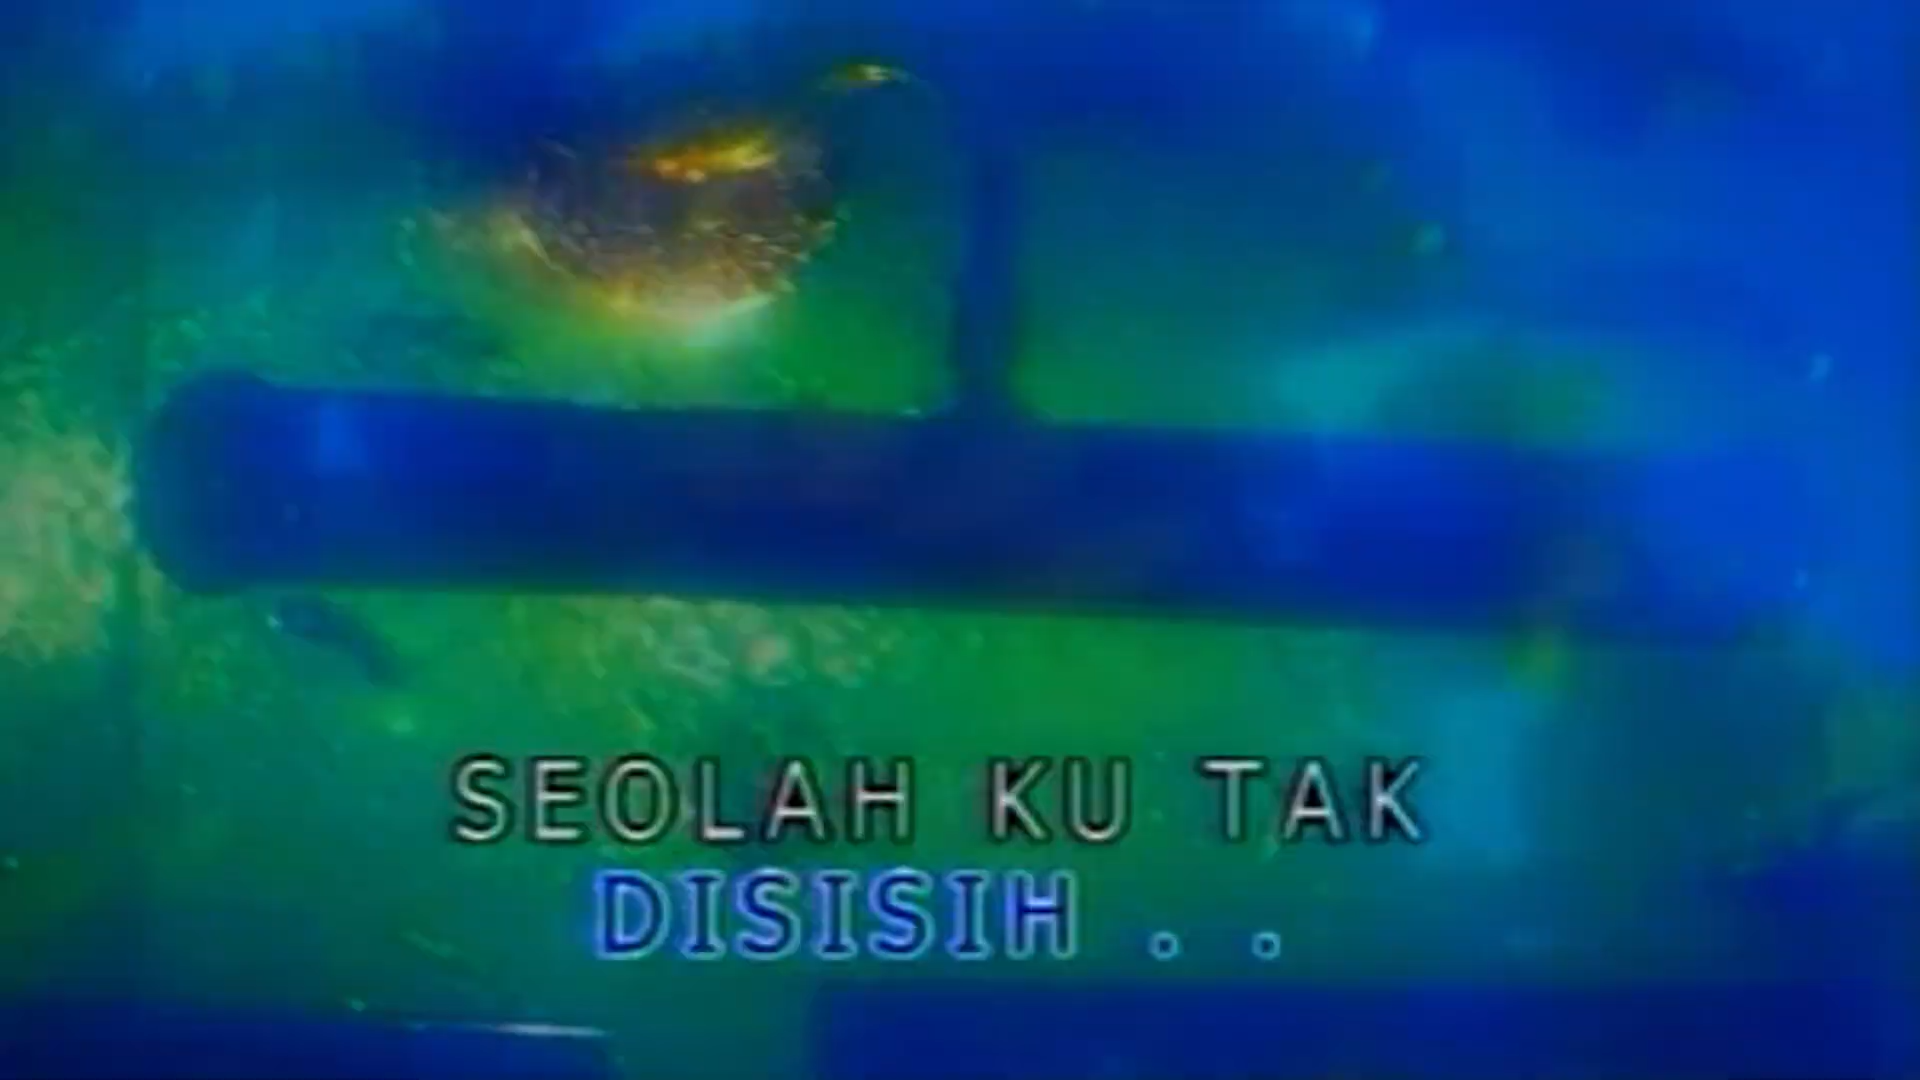 SEOLAH KU TAK
DISISIH . .